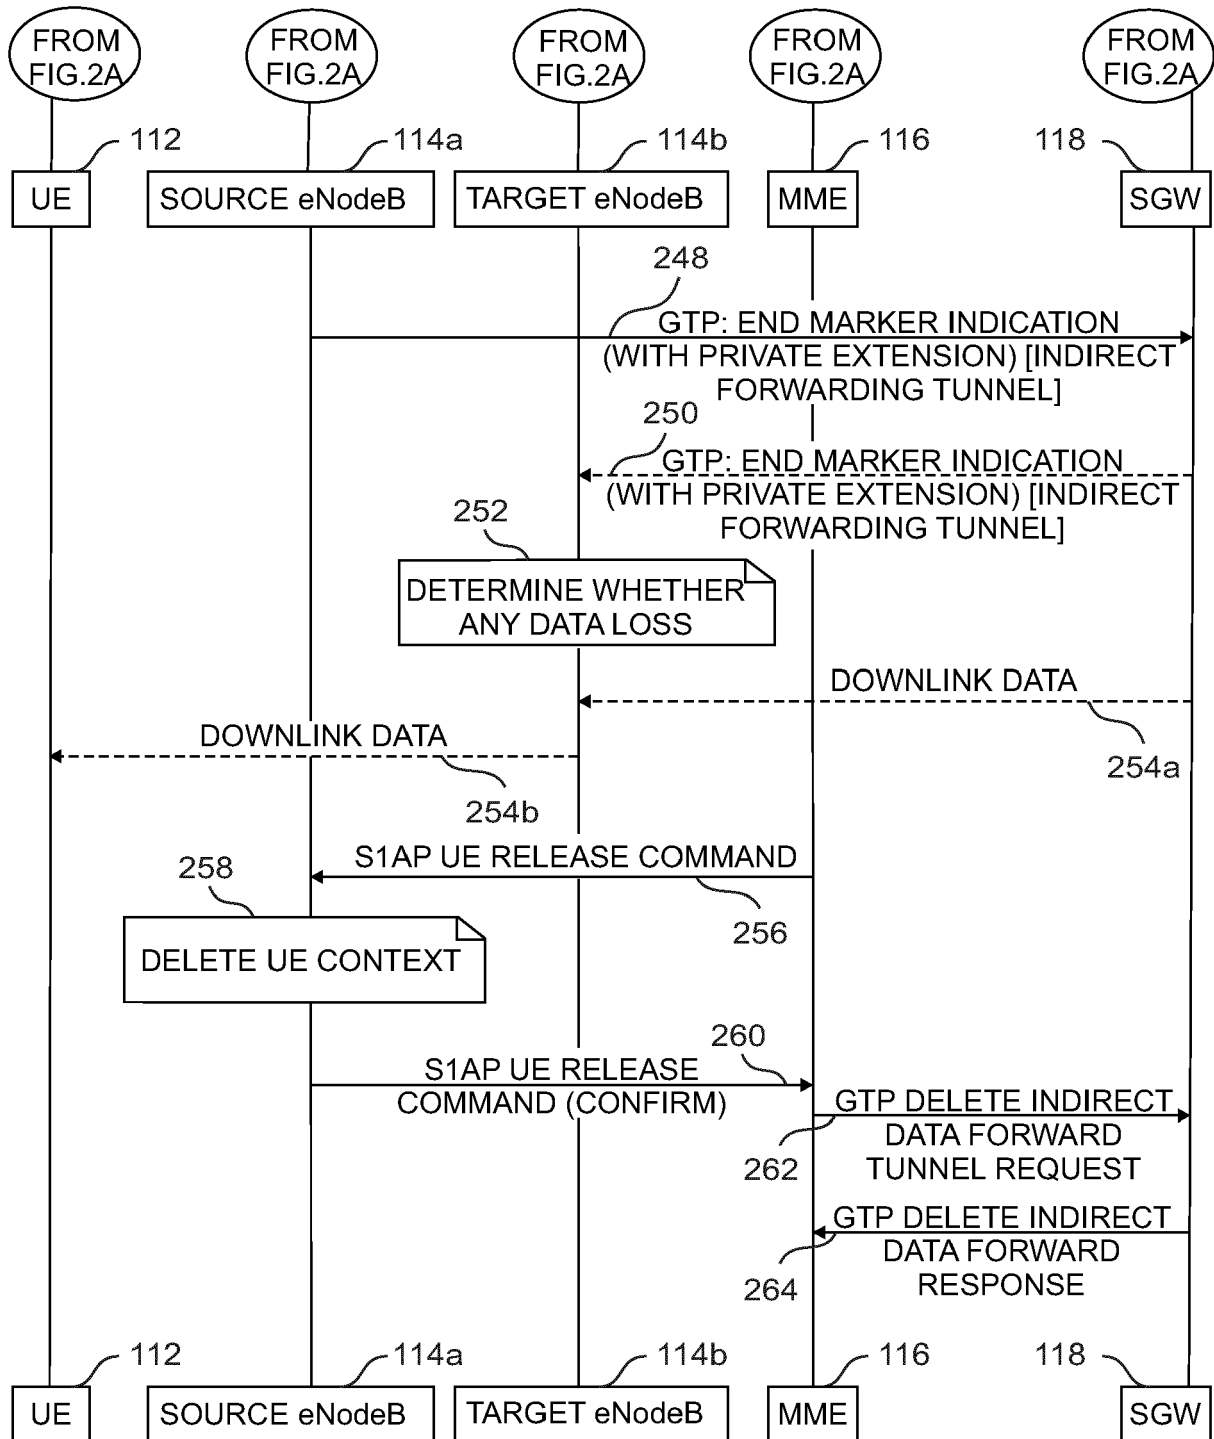 FROM
FIG.2A
FROM
FIG.2A
FROM
FIG.2A
FROM
FIG.2A
FROM
FIG.2A
112
114a
114b
116
118
UE
SOURCE eNodeB
TARGET eNodeB
MME
SGW
248
GTP: END MARKER INDICATION
(WITH PRIVATE EXTENSION) [INDIRECT
FORWARDING TUNNEL]
250
GTP: END MARKER INDICATION
(WITH PRIVATE EXTENSION) [INDIRECT
FORWARDING TUNNEL]
252
DETERMINE WHETHER
ANY DATA LOSS
DOWNLINK DATA
254a
DOWNLINK DATA
254b
S1AP UE RELEASE COMMAND
256
258
DELETE UE CONTEXT
260
S1AP UE RELEASE
COMMAND (CONFIRM)
GTP DELETE INDIRECT
DATA FORWARD
TUNNEL REQUEST
262
GTP DELETE INDIRECT
DATA FORWARD
RESPONSE
264
112
114a
114b
116
118
UE
SOURCE eNodeB
TARGET eNodeB
MME
SGW